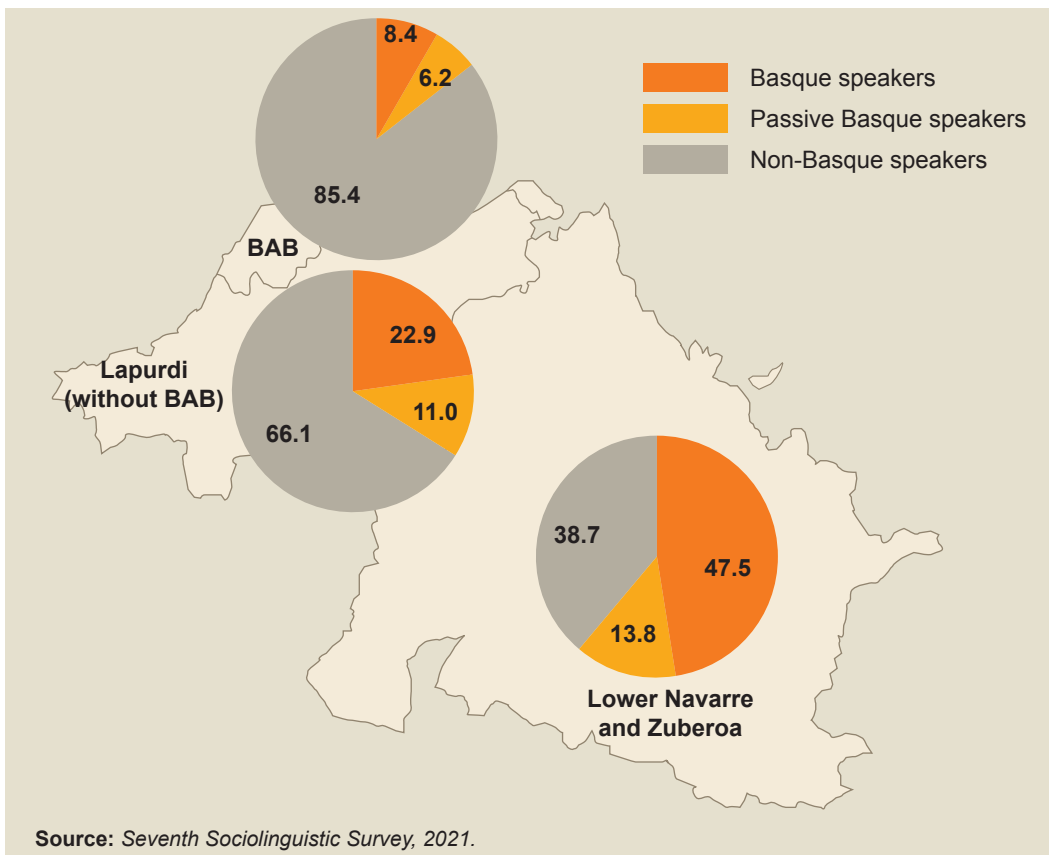 8.4
6.2
85.4
Basque speakers
Passive Basque speakers
Non-Basque speakers
BAB
22.9
11.0
66.1
Lapurdi
(without BAB)
38.7
47.5
13.8
Lower Navarre
and Zuberoa
Source: Seventh Sociolinguistic Survey, 2021.